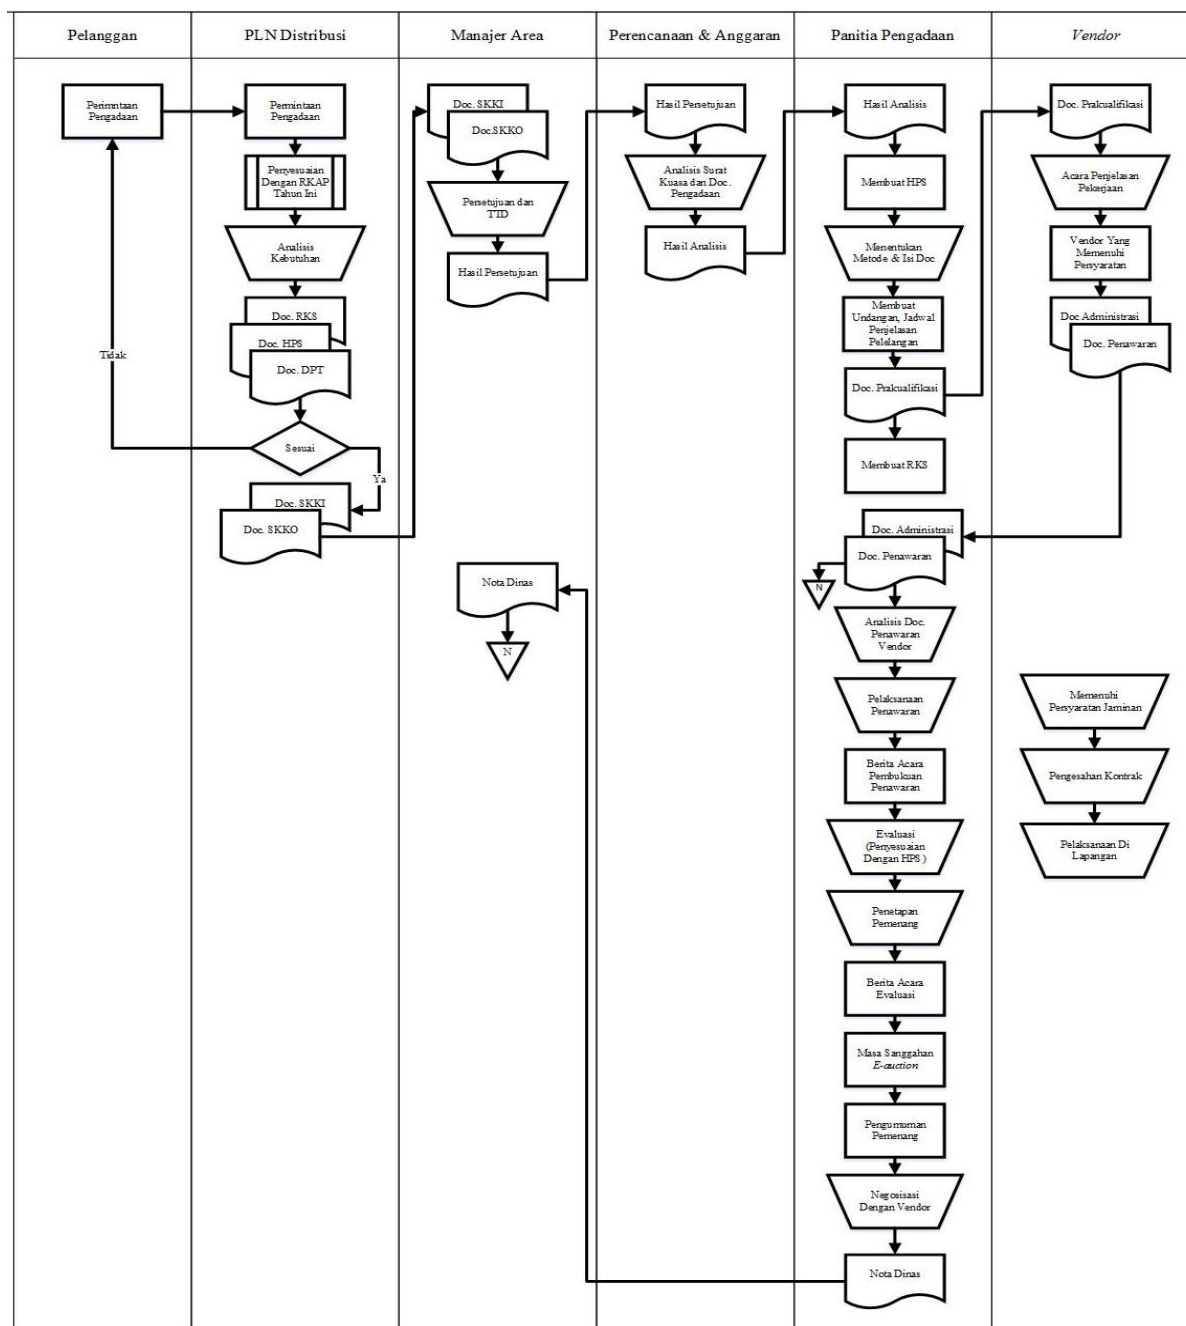 Pelanggan
PLN Distribusi
Manajer Area
Perencanaan & Anggaran
Panitia Pengadaan
Vendor
Perimntaan
Pengadaan
Tidak
Permintaan
Pengadaan
Penyesuaian
Dengan RKAP
Tahun Ini
Analisis
Kebutuhan
Doc. RKS
Doc. HPS
Doc. DPT
Sesuai
Ya
Doc. SKKI
Doc. SKKO
Doc. SKKI
Doc.SKKO
Persetujuan dan
TTD
Hasil Persetujuan
Nota Dinas
N
Hasil Persetujuan
Analisis Surat
Kuasa dan Doc.
Pengadaan
Hasil Analisis
Hasil Analisis
Membuat HPS
Menentukan
Metode & Isi Doc
Membuat
Undangan, Jadwal
Penjelasan
Pelelangan
Doc. Prakualifikasi
Membuat RKS
Doc. Administrasi
Doc. Penawaran
N
Analisis Doc.
Penawaran
Vendor
Pelaksanaan
Penawaran
Berita Acara
Pembukuan
Penawaran
Evaluasi
(Penyesuaian
Dengan HPS )
Penetapan
Pemenang
Berita Acara
Evaluasi
Masa Sanggahan
E-auction
Pengumuman
Pemenang
Negosisasi
Dengan Vendor
Nota Dinas
Doc. Prakualifikasi
Acara Penjelasan
Pekerjaan
Vendor Yang
Memenuhi
Persyaratan
Doc Administrasi
Doc. Penawaran
Memenuhi
Persyaratan Jaminan
Pengesahan Kontrak
Pelaksanaan Di
Lapangan